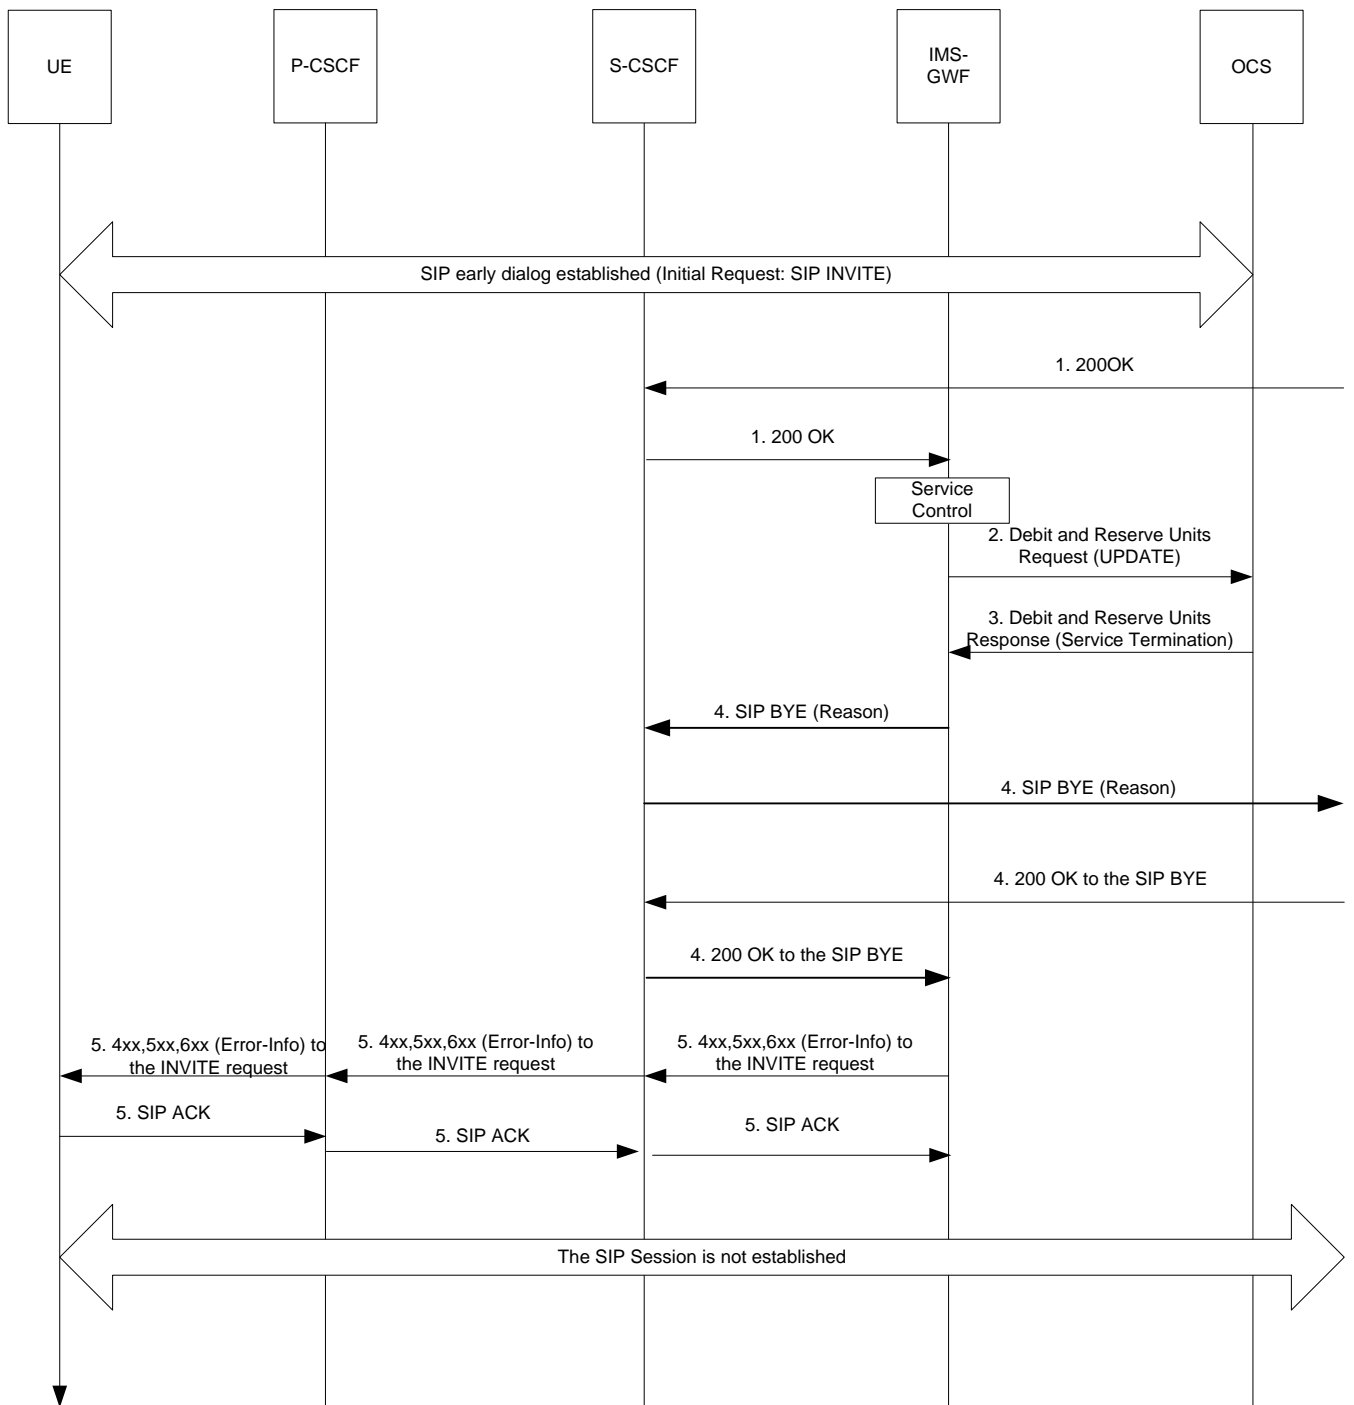 UE
P-CSCF
S-CSCF
IMS-
GWF
OCS
SIP early dialog established (Initial Request: SIP INVITE)
1. 200OK
1. 200 OK
Service
Control
2. Debit and Reserve Units
Request (UPDATE)
3. Debit and Reserve Units
Response (Service Termination)
4. SIP BYE (Reason)
4. SIP BYE (Reason)
4. 200 OK to the SIP BYE
4. 200 OK to the SIP BYE
5. 4xx,5xx,6xx (Error-Info) to
the INVITE request
5. 4xx,5xx,6xx (Error-Info) to
the INVITE request
5. 4xx,5xx,6xx (Error-Info) to
the INVITE request
5. SIP ACK
5. SIP ACK
5. SIP ACK
The SIP Session is not established